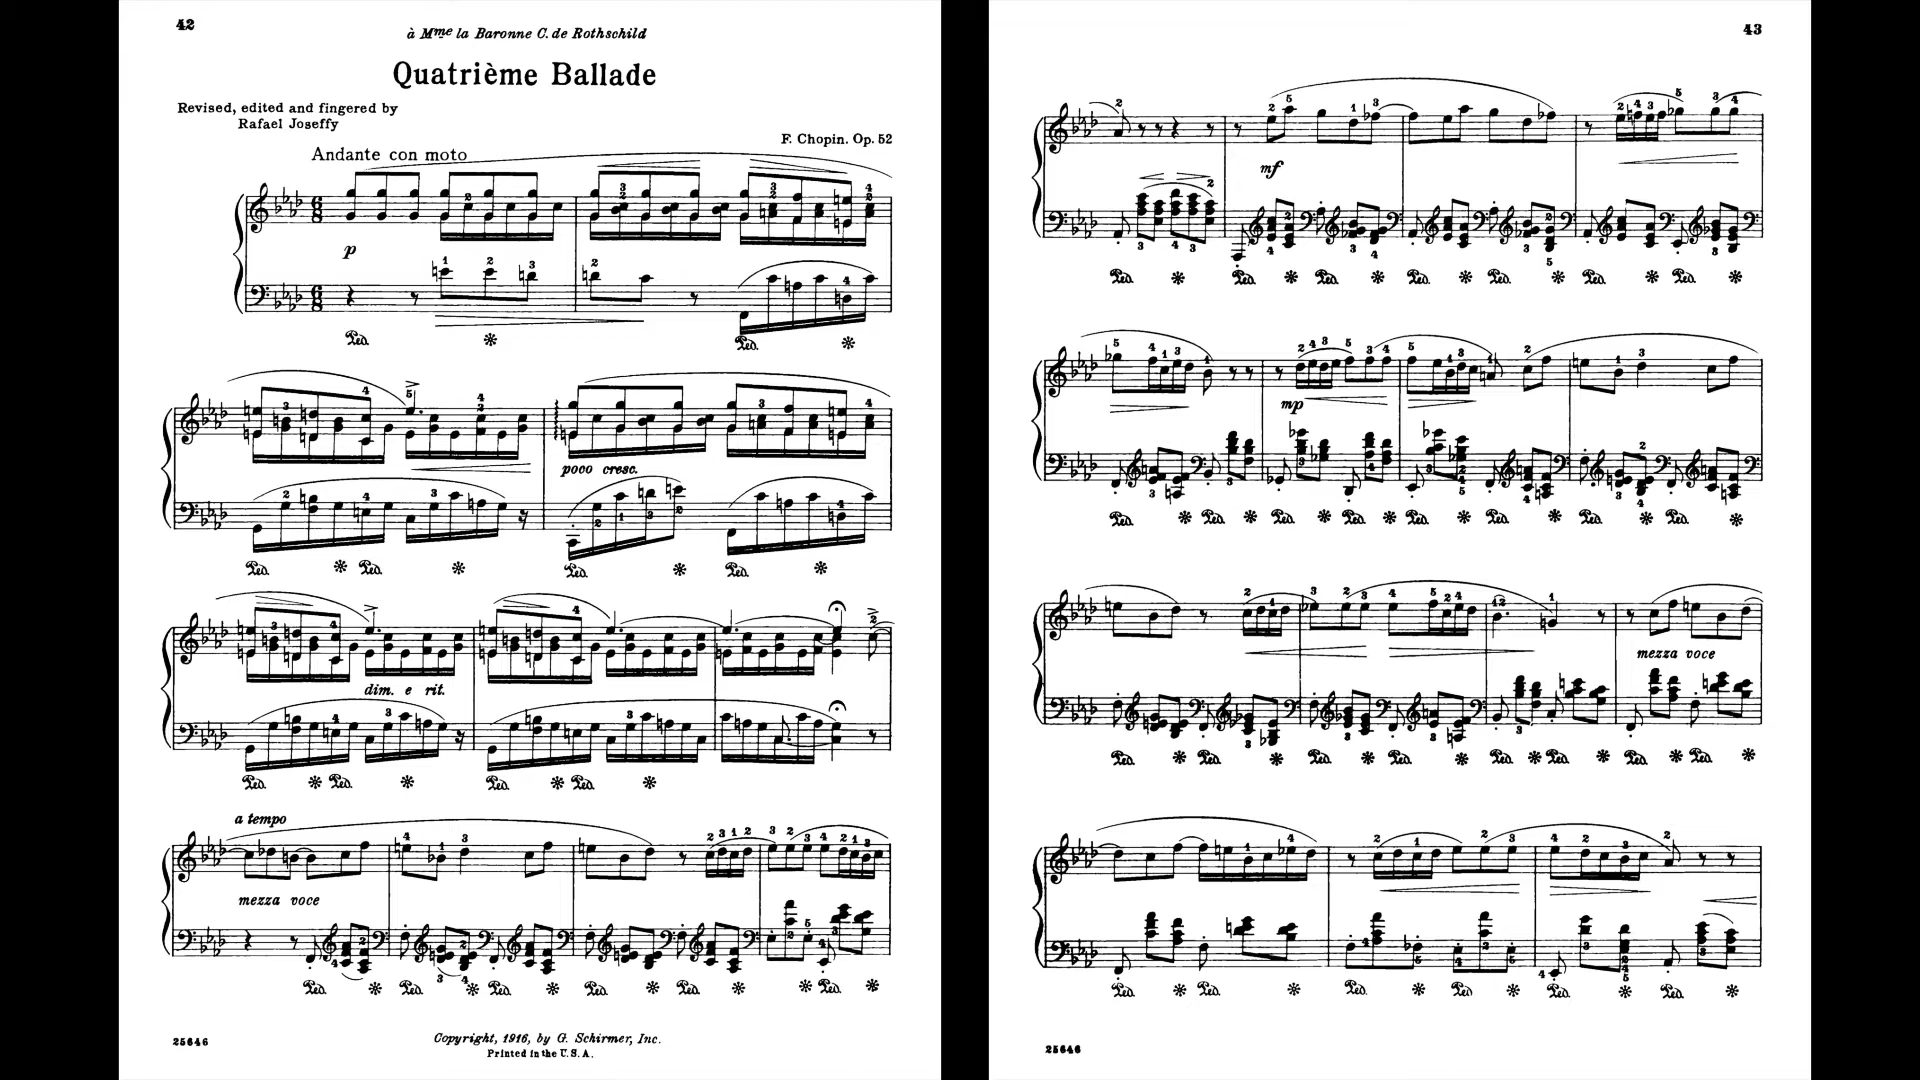 42
à Mme la Baronne C. de Rothschild
Quatrième Ballade
Revised, edited and fingered by
Rafael Joseffy
F. Chopin. Op. 52
Andante con moto
p
poco cresc.
dim. e rit.
a tempo
mezza voce
25646
Copyright, 1916, by G. Schirmer, Inc.
Printed in the U. S. A.
43
mf
mp
mezza voce
25646